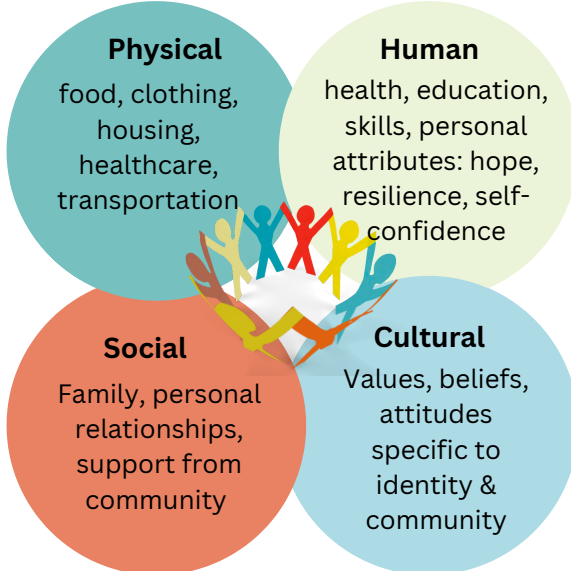 Physical
food, clothing,
housing,
healthcare,
transportation
Human
health, education,
skills, personal
attributes: hope,
resilience, self-
confidence
Social
Family, personal
relationships,
support from
community
Cultural
Values, beliefs,
attitudes
specific to
identity &
community